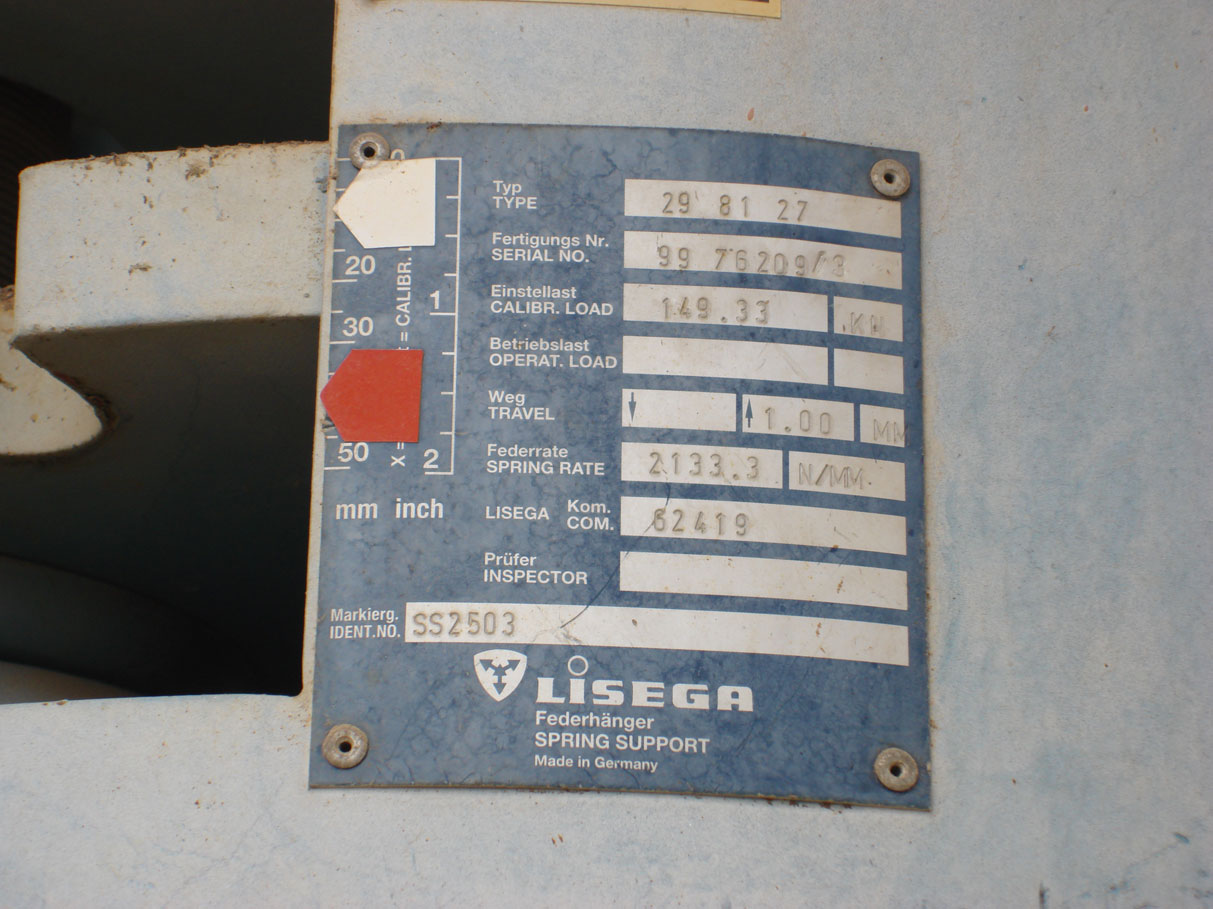 Typ
TYPE 29 81 27
Fertigungs Nr.
SERIAL NO. 99 76209/3
Einstellast
CALIBR. LOAD 149.33 KN
Betriebslast
OPERAT. LOAD
Weg
TRAVEL ↓ ↑ 1.00 MM
Federrate
SPRING RATE 2133.3 N/MM.
LISEGA Kom.
COM. 62419
Prüfer
INSPECTOR
Markierg.
IDENT.NO. SS2503
0
20
30
50
1
2
= CALIBR.
X =
mm inch
LISEGA
Federhänger
SPRING SUPPORT
Made in Germany